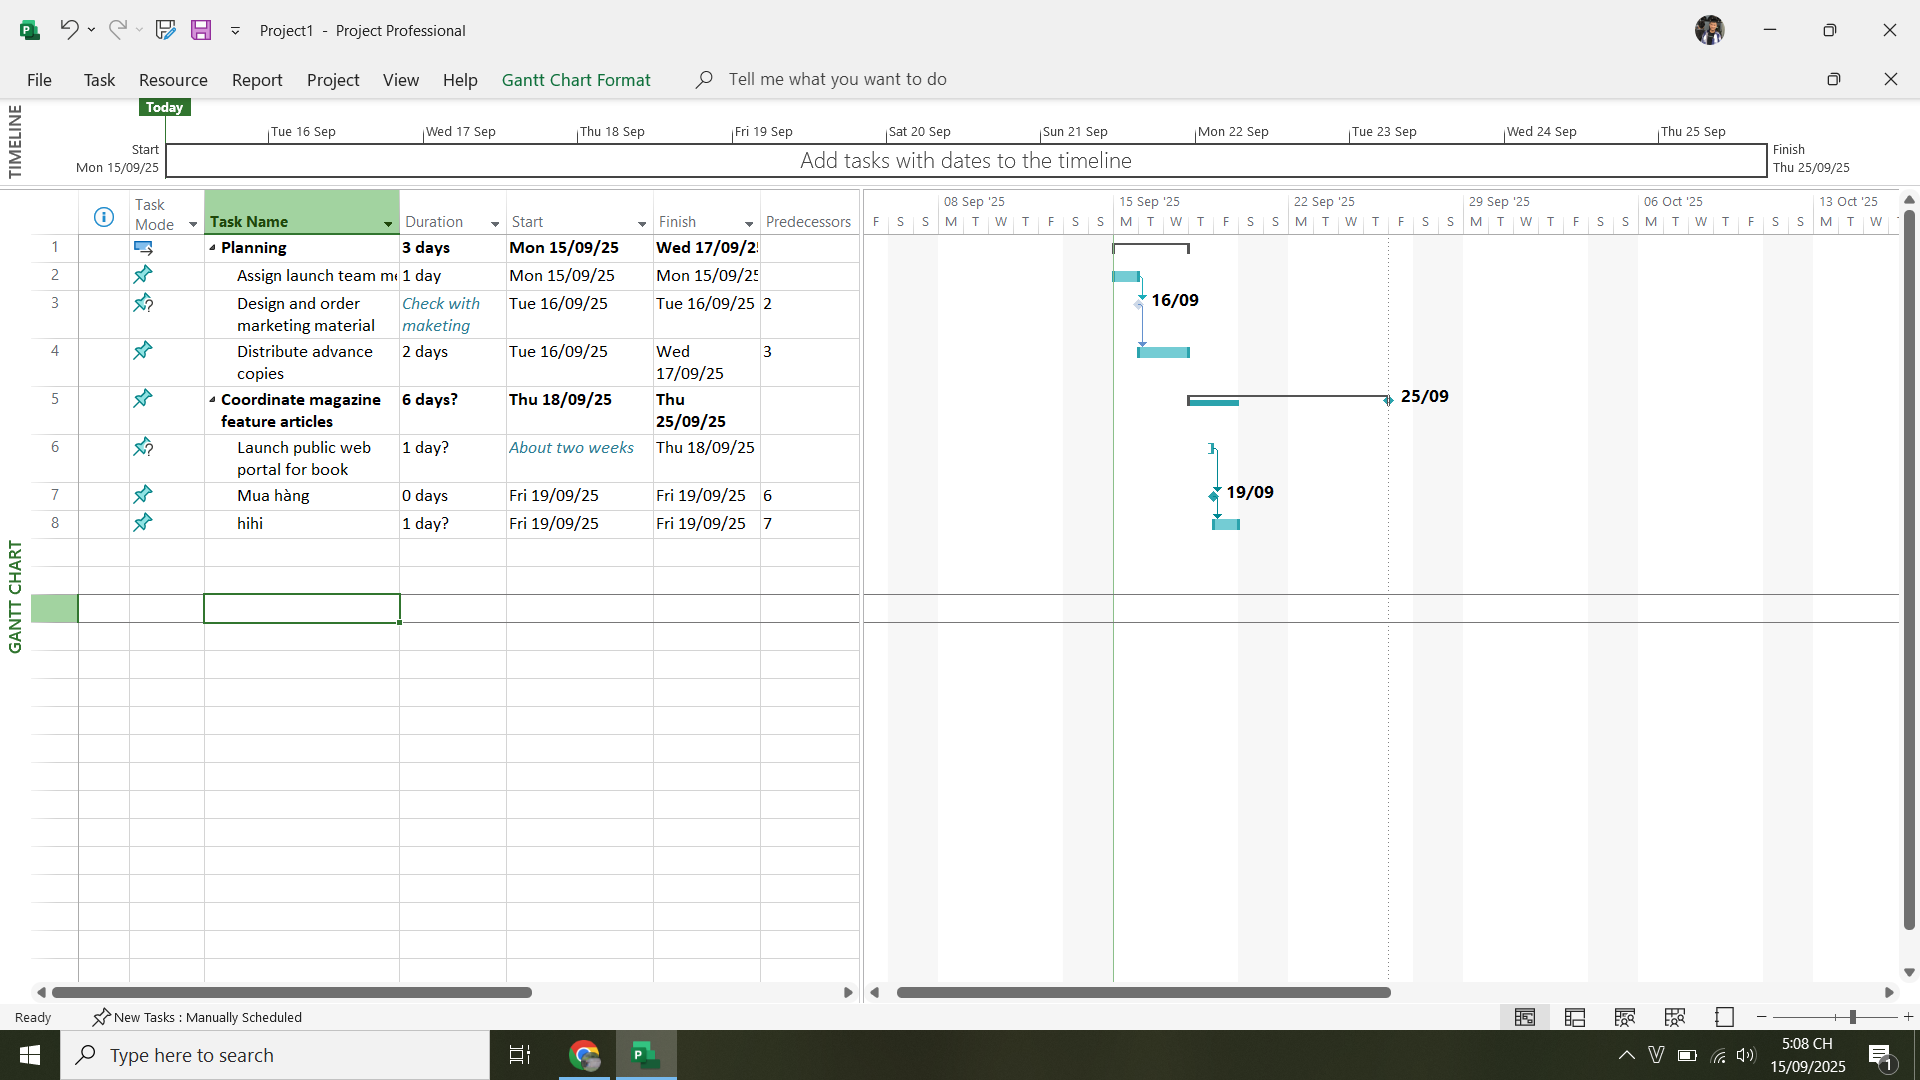 Project1 - Project Professional
File Task Resource Report Project View Help Gantt Chart Format Tell me what you want to do
TIMELINE
Today
Tue 16 Sep Wed 17 Sep Thu 18 Sep Fri 19 Sep Sat 20 Sep Sun 21 Sep Mon 22 Sep Tue 23 Sep Wed 24 Sep Thu 25 Sep
Start
Mon 15/09/25
Add tasks with dates to the timeline
Finish
Thu 25/09/25
GANTT CHART
Task Mode Task Name Duration Start Finish Predecessors
1 Planning 3 days Mon 15/09/25 Wed 17/09/2
2 Assign launch team me 1 day Mon 15/09/25 Mon 15/09/25
3 Design and order marketing material Check with maketing Tue 16/09/25 Tue 16/09/25 2
4 Distribute advance copies 2 days Tue 16/09/25 Wed 17/09/25 3
5 Coordinate magazine feature articles 6 days? Thu 18/09/25 Thu 25/09/25
6 Launch public web portal for book 1 day? About two weeks Thu 18/09/25
7 Mua hàng 0 days Fri 19/09/25 Fri 19/09/25 6
8 hihi 1 day? Fri 19/09/25 Fri 19/09/25 7
08 Sep '25 15 Sep '25 22 Sep '25 29 Sep '25 06 Oct '25 13 Oct '25
F S S M T W T F S S M T W T F S S M T W T F S S M T W T F S S M T W T F S S M T W
16/09
25/09
19/09
Ready New Tasks : Manually Scheduled
Type here to search
5:08 CH
15/09/2025
1